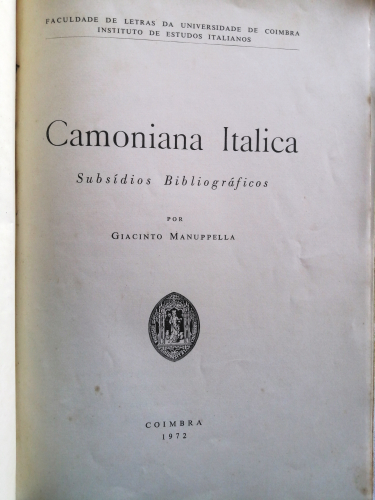 FACULDADE DE LETRAS DA UNIVERSIDADE DE COIMBRA
INSTITUTO DE ESTUDOS ITALIANOS
Camoniana Italica
Subsídios Bibliográficos
POR
GIACINTO MANUPPELLA
COIMBRA
1972